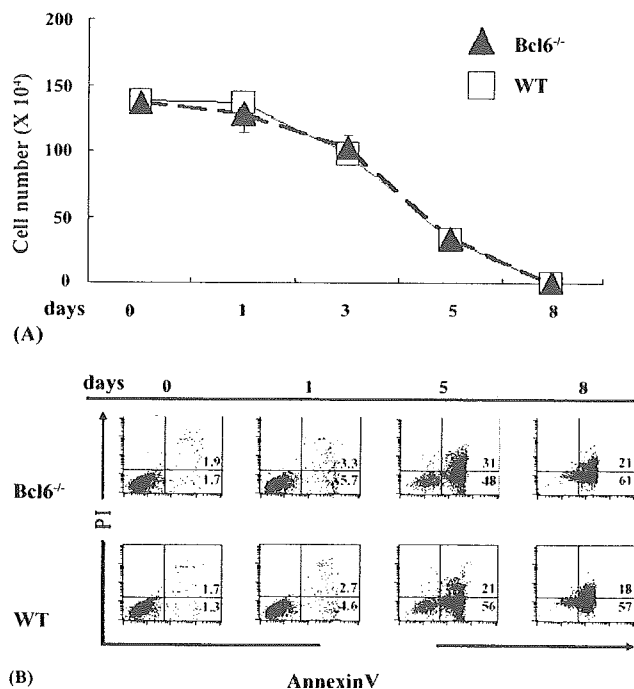 200
150
100
50
0
Cell number (X 10⁴)
Bcl6-/-
WT
days 0 1 3 5 8
(A)
days 0 1 5 8
Bcl6-/-
1.9
1.7
3.3
5.7
31
48
21
61
WT
1.7
1.3
2.7
4.6
21
56
18
57
PI
(B) AnnexinV